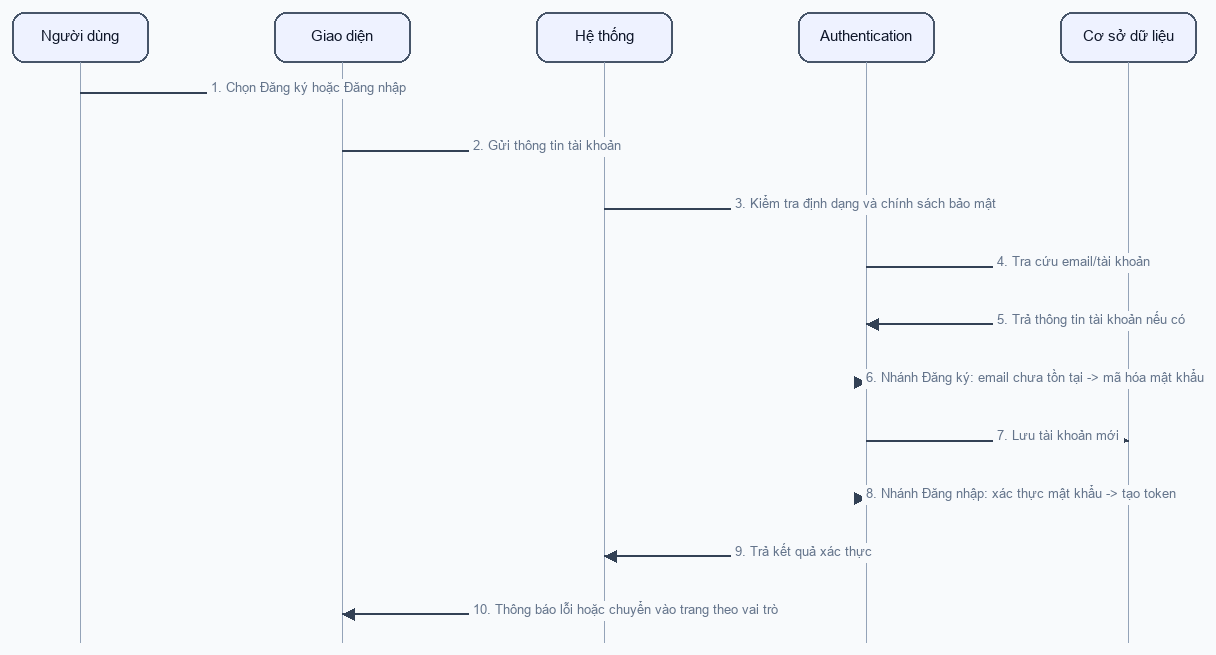 Người dùng
Giao diện
Hệ thống
Authentication
Cơ sở dữ liệu
1. Chọn Đăng ký hoặc Đăng nhập
2. Gửi thông tin tài khoản
3. Kiểm tra định dạng và chính sách bảo mật
4. Tra cứu email/tài khoản
5. Trả thông tin tài khoản nếu có
6. Nhánh Đăng ký: email chưa tồn tại -> mã hóa mật khẩu
7. Lưu tài khoản mới
8. Nhánh Đăng nhập: xác thực mật khẩu -> tạo token
9. Trả kết quả xác thực
10. Thông báo lỗi hoặc chuyển vào trang theo vai trò